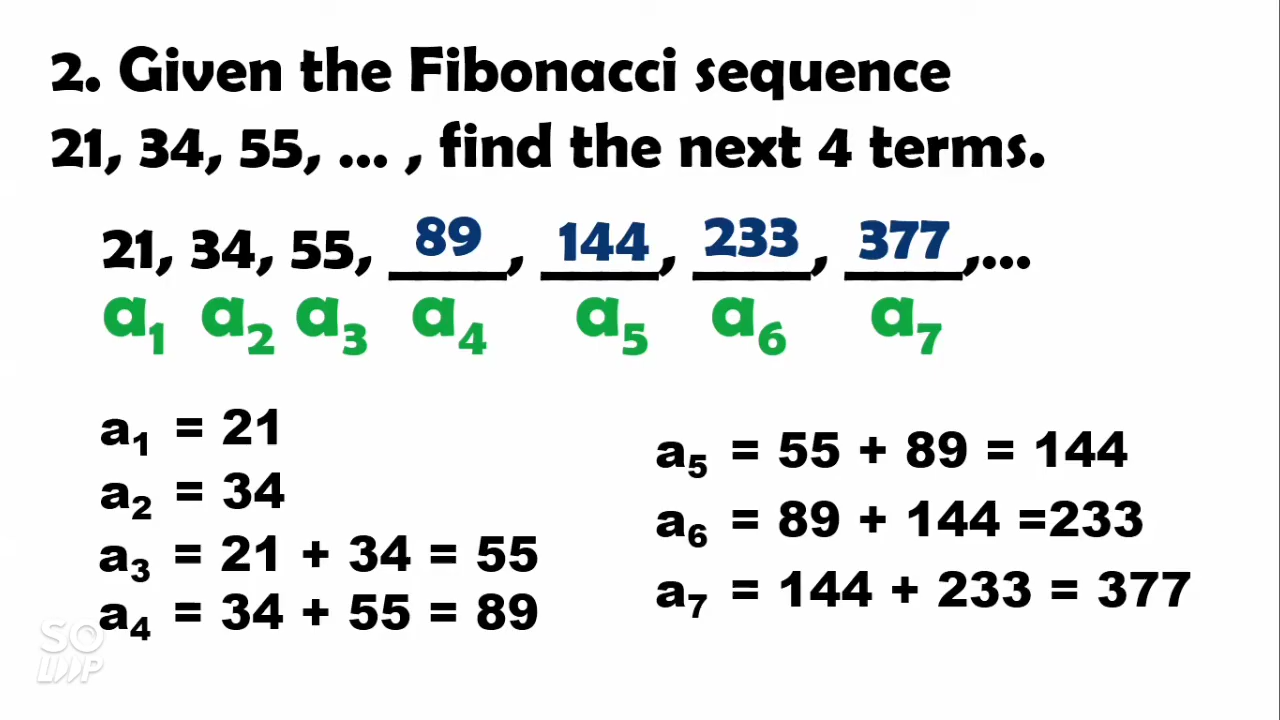 2. Given the Fibonacci sequence
21, 34, 55, ... , find the next 4 terms.
21, 34, 55, 89, 144, 233, 377,...
a₁ a₂ a₃ a₄ a₅ a₆ a₇
a₁ = 21
a₂ = 34
a₃ = 21 + 34 = 55
a₄ = 34 + 55 = 89
a₅ = 55 + 89 = 144
a₆ = 89 + 144 =233
a₇ = 144 + 233 = 377